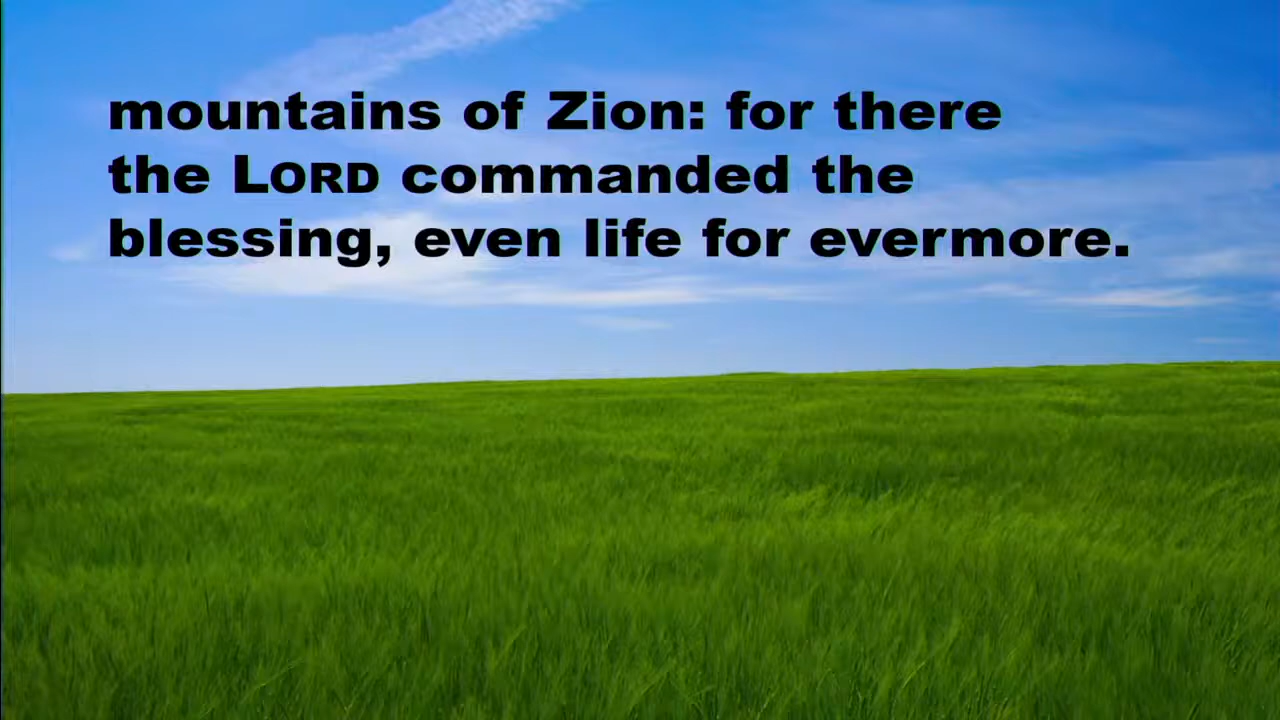 mountains of Zion: for there
the LORD commanded the
blessing, even life for evermore.